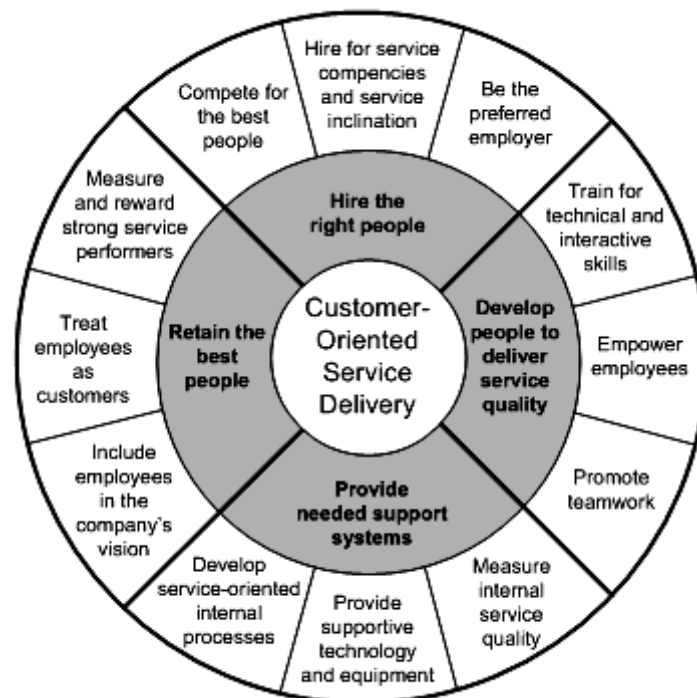 Hire for service
compencies
and service
inclination
Compete for
the best
people
Be the
preferred
employer
Measure
and reward
strong service
performers
Hire the
right people
Train for
technical and
interactive
skills
Treat
employees
as
customers
Retain the
best
people
Customer-
Oriented
Service
Delivery
Develop
people to
deliver
service
quality
Empower
employees
Include
employees
in the
company`s
vision
Provide
needed support
systems
Promote
teamwork
Develop
service-oriented
internal
processes
Provide
supportive
technology
and equipment
Measure
internal
service
quality